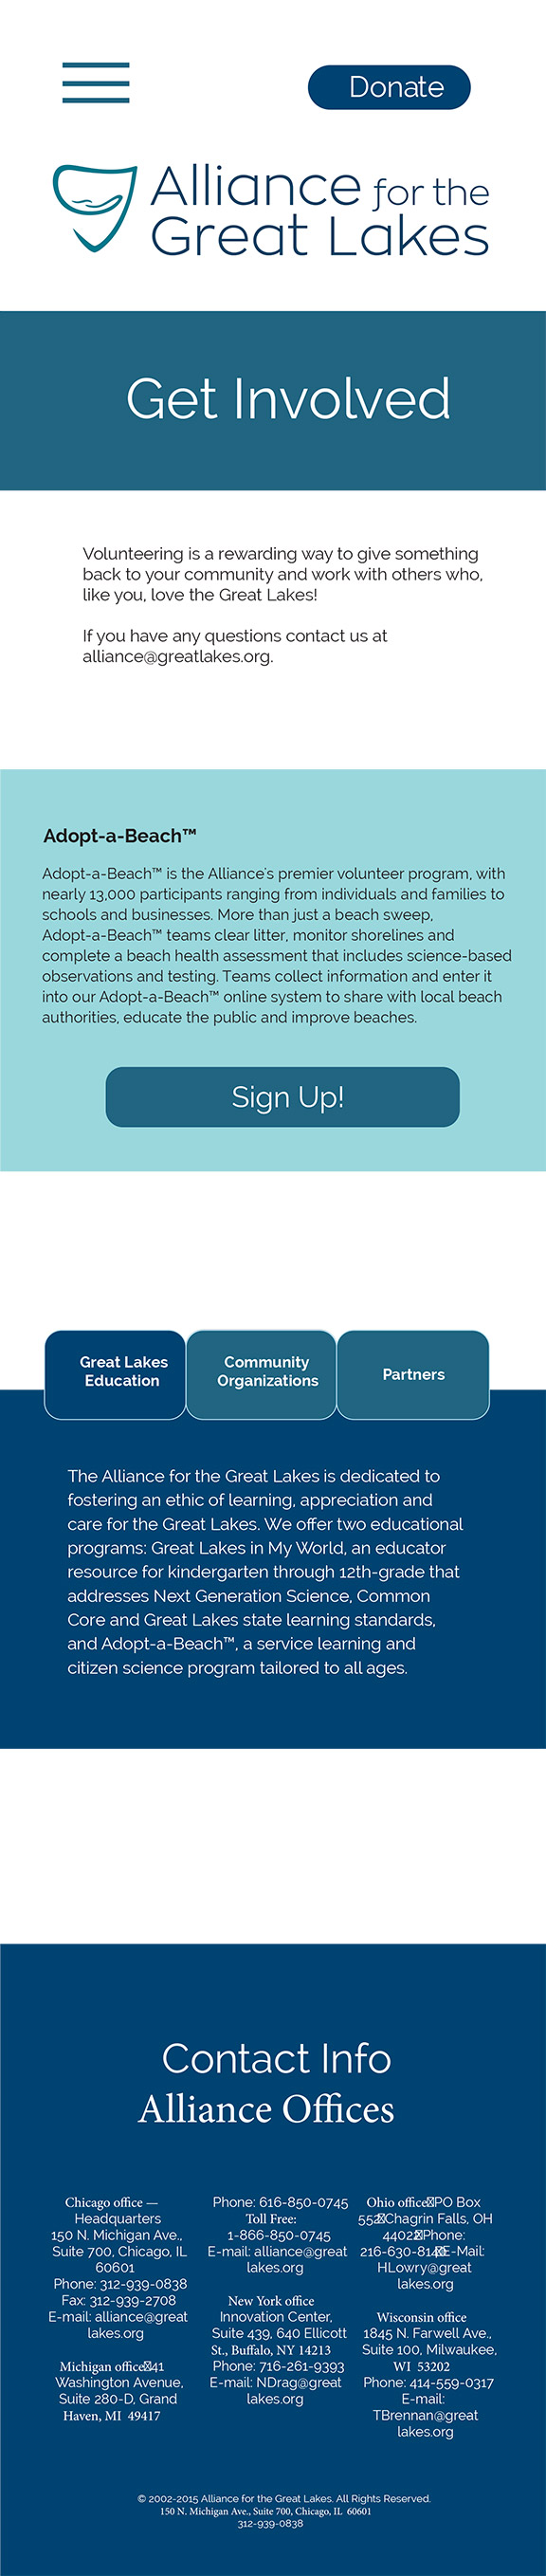 Donate
Alliance for the
Great Lakes
Get Involved
Volunteering is a rewarding way to give something
back to your community and work with others who,
like you, love the Great Lakes!
If you have any questions contact us at
alliance@greatlakes.org.
Adopt-a-Beach™
Adopt-a-Beach™ is the Alliance's premier volunteer program, with
nearly 13,000 participants ranging from individuals and families to
schools and businesses. More than just a beach sweep,
Adopt-a-Beach™ teams clear litter, monitor shorelines and
complete a beach health assessment that includes science-based
observations and testing. Teams collect information and enter it
into our Adopt-a-Beach™ online system to share with local beach
authorities, educate the public and improve beaches.
Sign Up!
Great Lakes
Education
Community
Organizations
Partners
The Alliance for the Great Lakes is dedicated to
fostering an ethic of learning, appreciation and
care for the Great Lakes. We offer two educational
programs: Great Lakes in My World, an educator
resource for kindergarten through 12th-grade that
addresses Next Generation Science, Common
Core and Great Lakes state learning standards,
and Adopt-a-Beach™, a service learning and
citizen science program tailored to all ages.
Contact Info
Alliance Offices
Chicago office —
Headquarters
150 N. Michigan Ave.,
Suite 700, Chicago, IL
60601
Phone: 312-939-0838
Fax: 312-939-2708
E-mail: alliance@great
lakes.org
Michigan office 41
Washington Avenue,
Suite 280-D, Grand
Haven, MI 49417
Phone: 616-850-0745
Toll Free:
1-866-850-0745
E-mail: alliance@great
lakes.org
New York office
Innovation Center,
Suite 439, 640 Ellicott
St., Buffalo, NY 14213
Phone: 716-261-9393
E-mail: NDrag@great
lakes.org
Ohio office PO Box
552 Chagrin Falls, OH
44022 Phone:
E-Mail:
HLowry@great
lakes.org
Wisconsin office
1845 N. Farwell Ave.,
Suite 100, Milwaukee,
WI 53202
Phone: 414-559-0317
E-mail:
TBrennan@great
lakes.org
© 2002-2015 Alliance for the Great Lakes. All Rights Reserved.
150 N. Michigan Ave., Suite 700, Chicago, IL 60601
312-939-0838